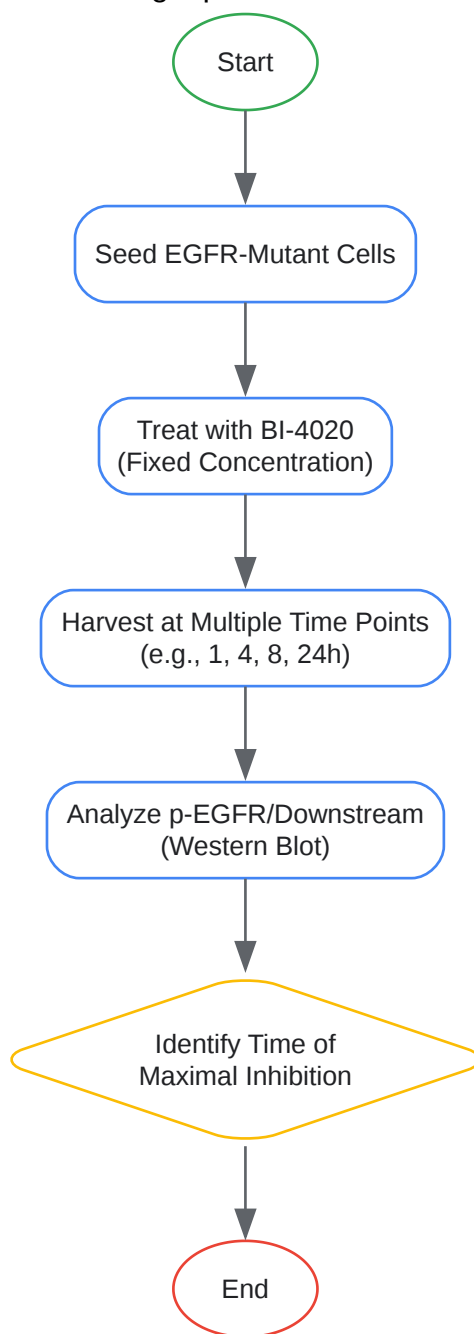 Start
Seed EGFR-Mutant Cells
Treat with BI-4020
(Fixed Concentration)
Harvest at Multiple Time Points
(e.g., 1, 4, 8, 24h)
Analyze p-EGFR/Downstream
(Western Blot)
Identify Time of
Maximal Inhibition
End